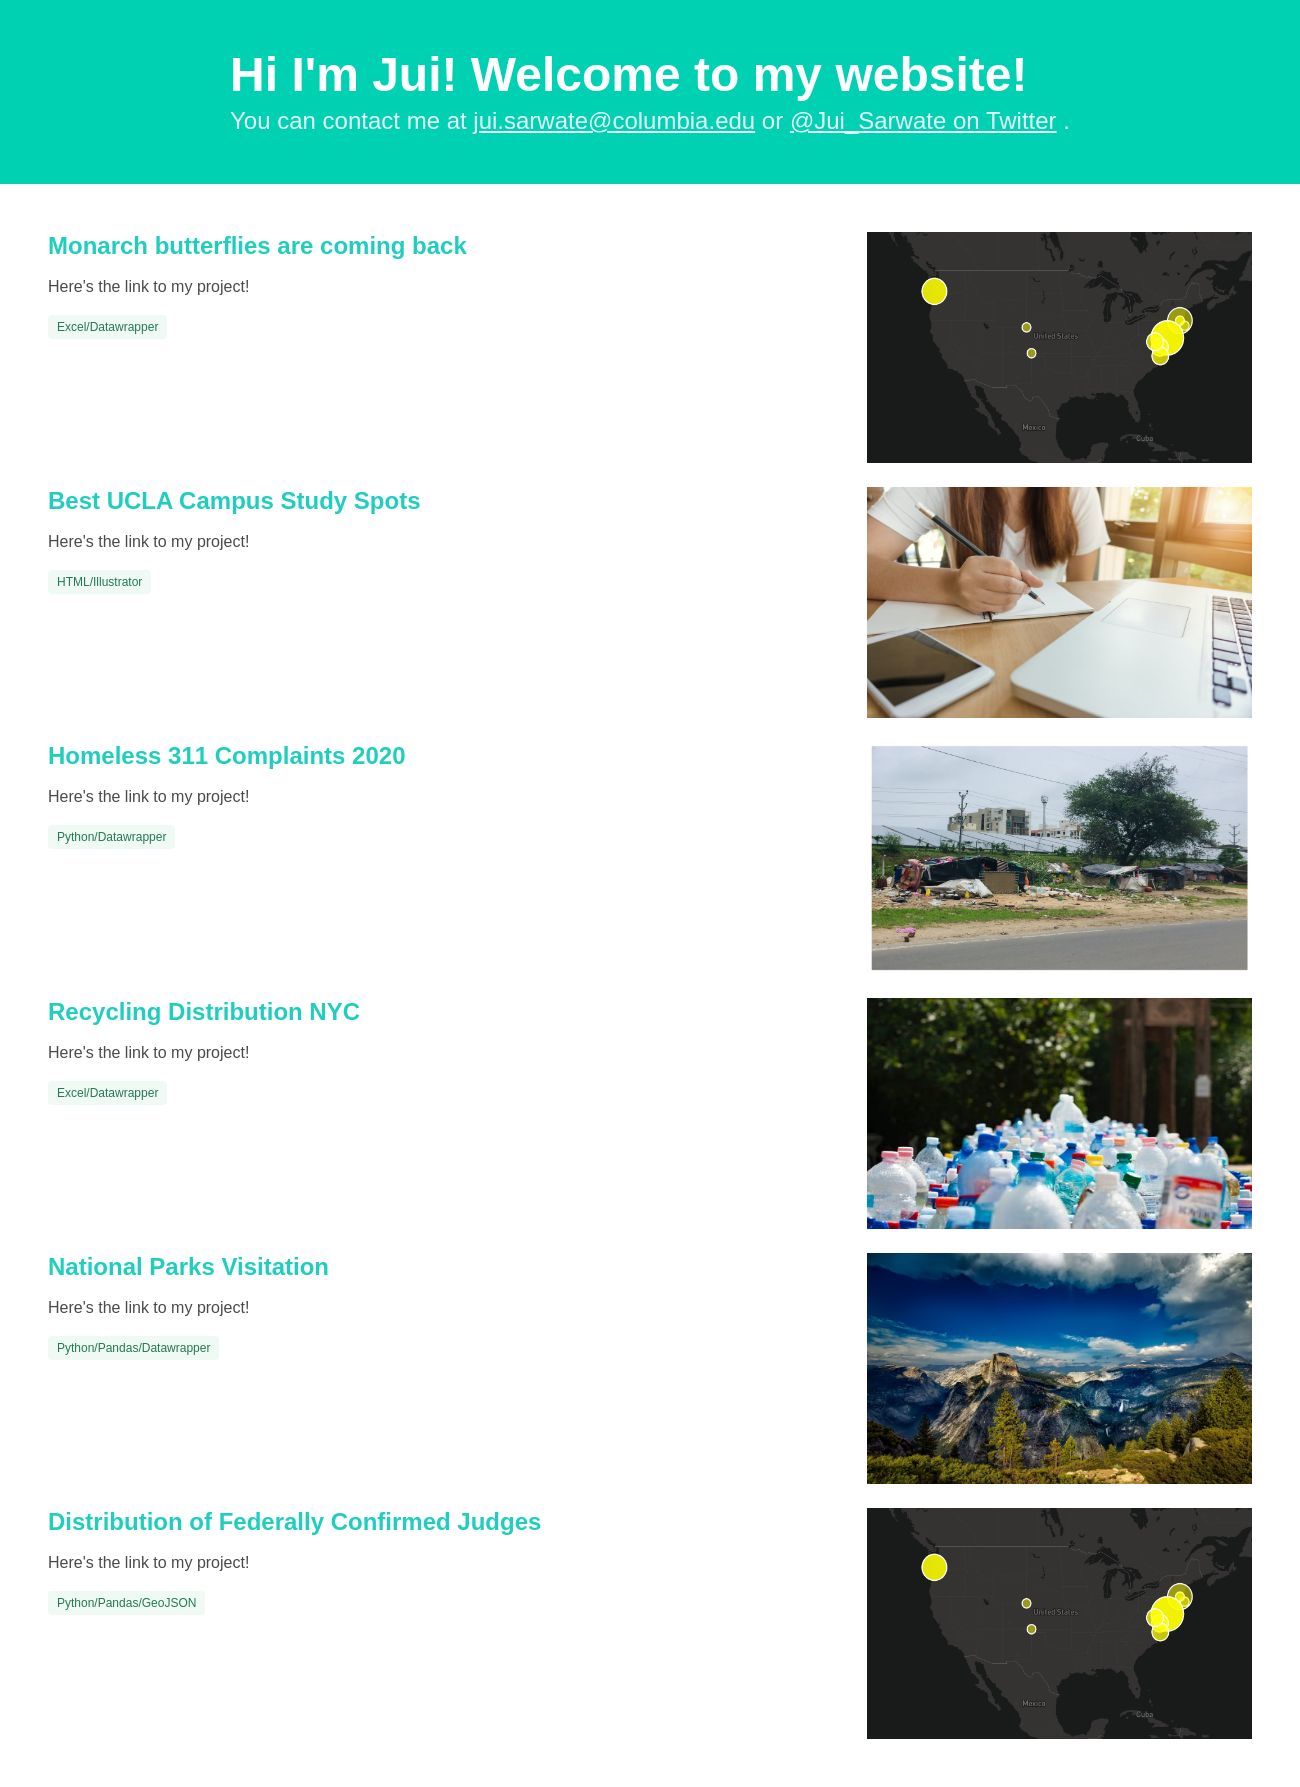 Hi I'm Jui! Welcome to my website!
You can contact me at jui.sarwate@columbia.edu or @Jui_Sarwate on Twitter .
Monarch butterflies are coming back
Here's the link to my project!
Excel/Datawrapper
United States
Mexico
Cuba
Best UCLA Campus Study Spots
Here's the link to my project!
HTML/Illustrator
Homeless 311 Complaints 2020
Here's the link to my project!
Python/Datawrapper
Recycling Distribution NYC
Here's the link to my project!
Excel/Datawrapper
National Parks Visitation
Here's the link to my project!
Python/Pandas/Datawrapper
Distribution of Federally Confirmed Judges
Here's the link to my project!
Python/Pandas/GeoJSON
United States
Mexico
Cuba